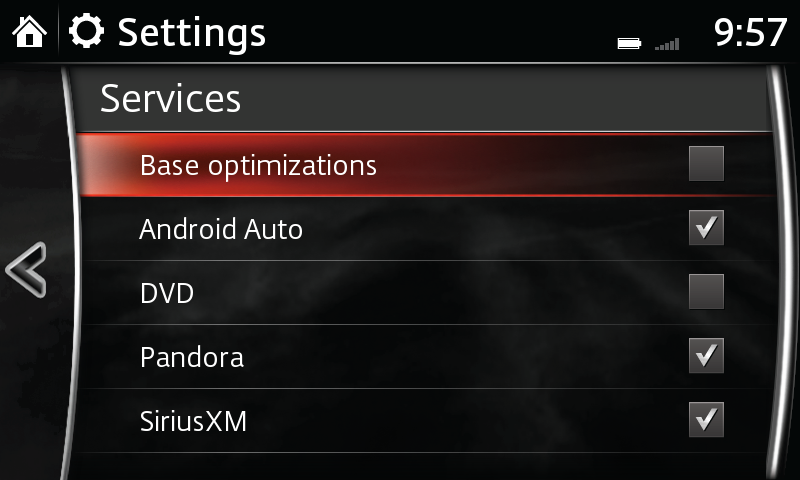 Settings
9:57
Services
Base optimizations
Android Auto
DVD
Pandora
SiriusXM